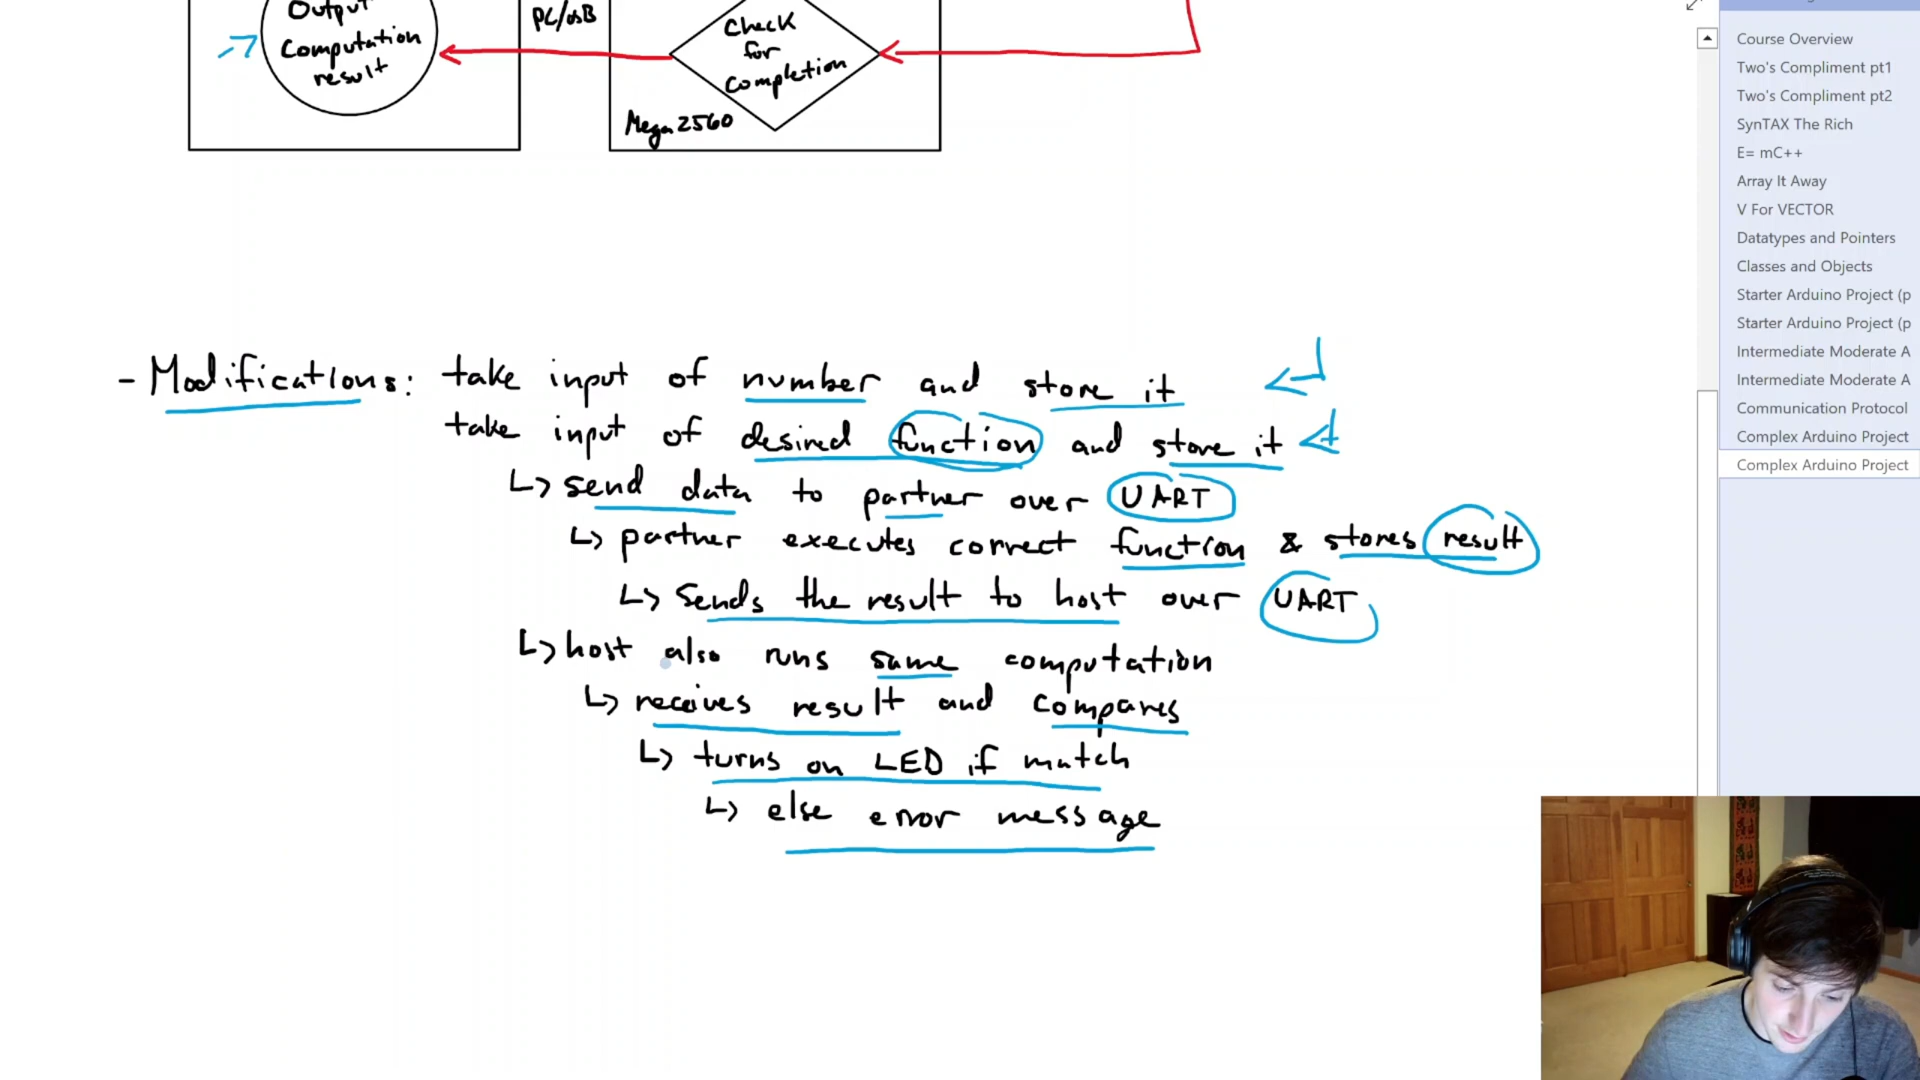 Output
Computation
result
PC/USB
Check
for
Completion
Mega 2560
- Modifications: take input of number and store it
take input of desired function and store it
↳ send data to partner over UART
↳ partner executes correct function & stores result
↳ sends the result to host over UART
↳ host also runs same computation
↳ receives result and compares
↳ turns on LED if match
↳ else error message
Course Overview
Two's Compliment pt1
Two's Compliment pt2
SynTAX The Rich
E= mC++
Array It Away
V For VECTOR
Datatypes and Pointers
Classes and Objects
Starter Arduino Project (p
Starter Arduino Project (p
Intermediate Moderate A
Intermediate Moderate A
Communication Protocol
Complex Arduino Project
Complex Arduino Project